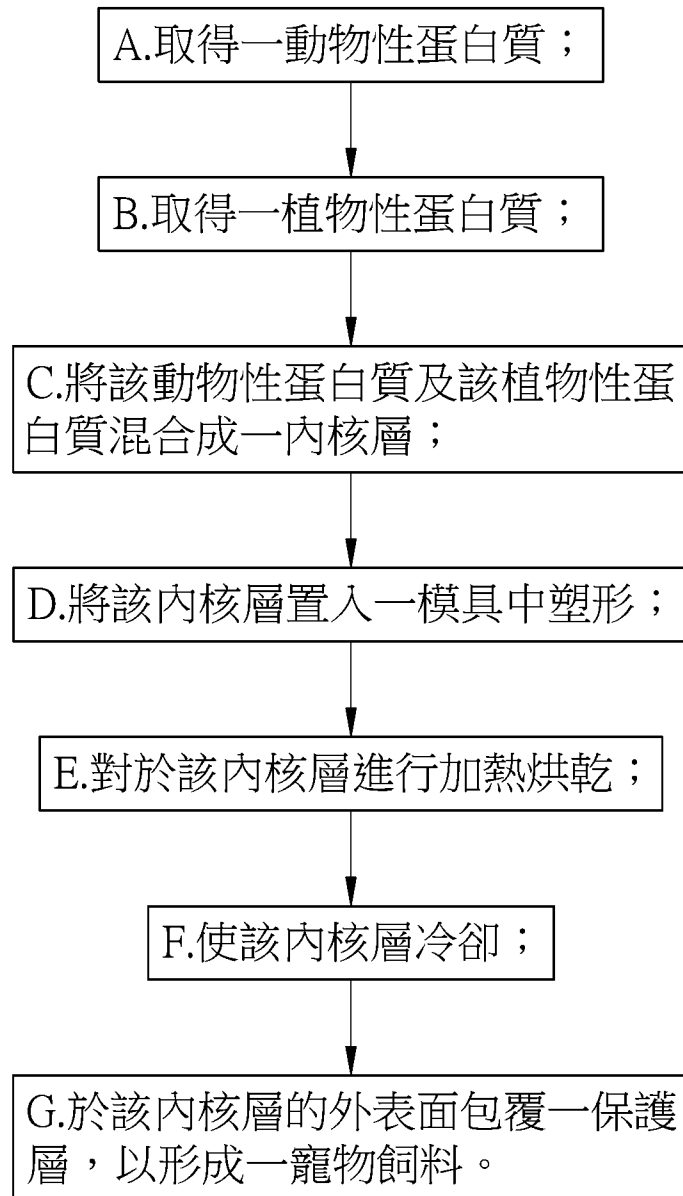 A.取得一動物性蛋白質；
B.取得一植物性蛋白質；
C.將該動物性蛋白質及該植物性蛋
白質混合成一內核層；
D.將該內核層置入一模具中塑形；
E.對於該內核層進行加熱烘乾；
F.使該內核層冷卻；
G.於該內核層的外表面包覆一保護
層，以形成一寵物飼料。